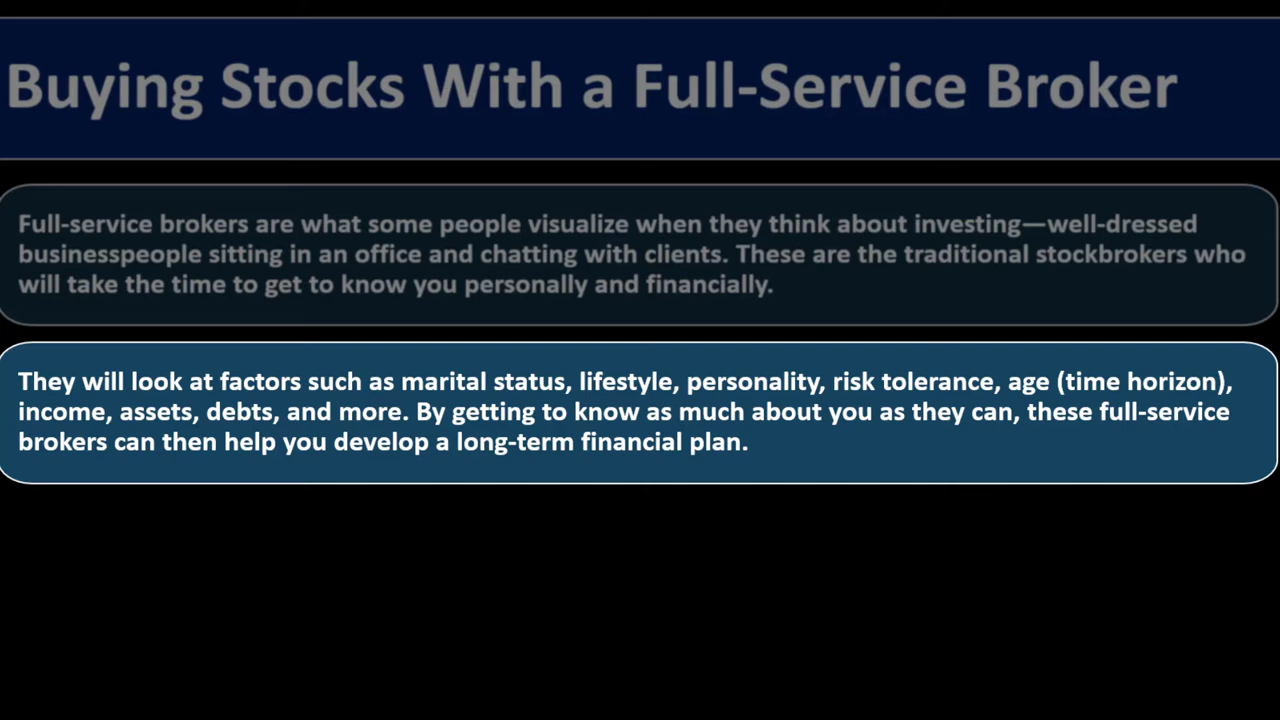 Buying Stocks With a Full-Service Broker
Full-service brokers are what some people visualize when they think about investing—well-dressed
businesspeople sitting in an office and chatting with clients. These are the traditional stockbrokers who
will take the time to get to know you personally and financially.
They will look at factors such as marital status, lifestyle, personality, risk tolerance, age (time horizon),
income, assets, debts, and more. By getting to know as much about you as they can, these full-service
brokers can then help you develop a long-term financial plan.